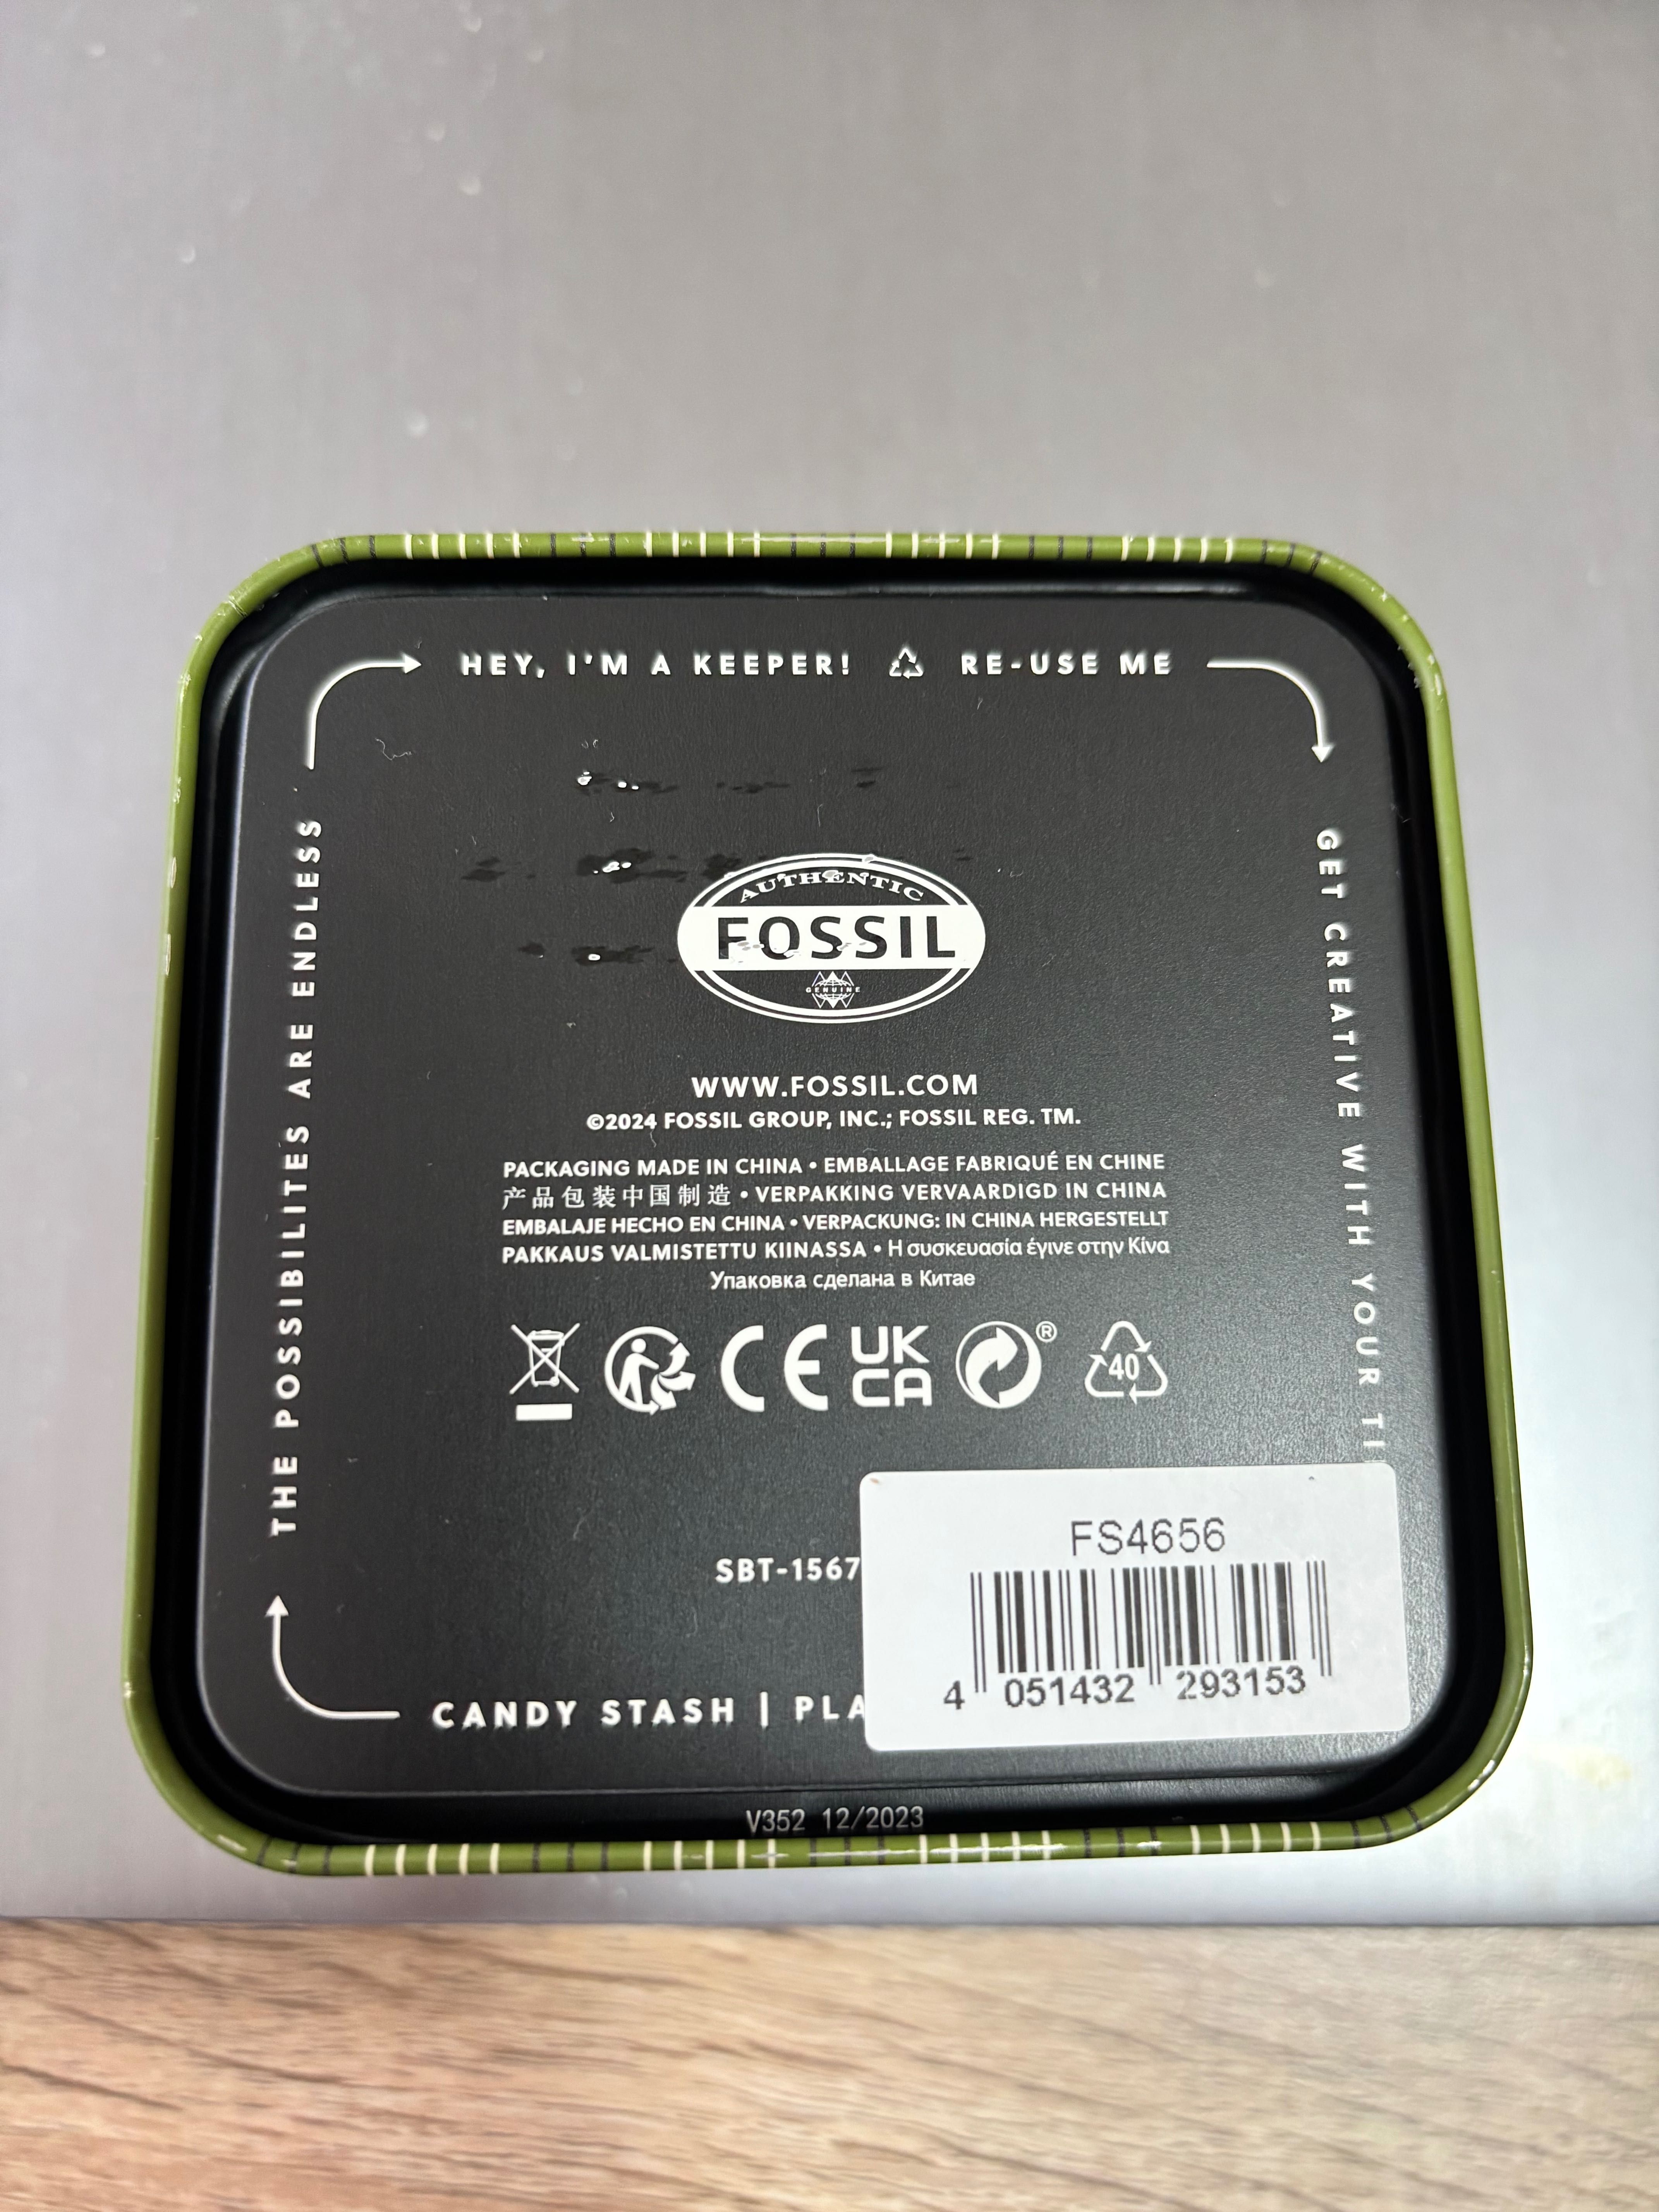 HEY, I'M A KEEPER! RE-USE ME
GET CREATIVE WITH YOUR
THE POSSIBILITES ARE ENDLESS
AUTHENTIC
FOSSIL
GENUINE
WWW.FOSSIL.COM
©2024 FOSSIL GROUP, INC.; FOSSIL REG. TM.
PACKAGING MADE IN CHINA • EMBALLAGE FABRIQUÉ EN CHINE
产品包装中国制造 • VERPAKKING VERVAARDIGD IN CHINA
EMBALAJE HECHO EN CHINA • VERPACKUNG: IN CHINA HERGESTELLT
PAKKAUS VALMISTETTU KIINASSA • Η συσκευασία έγινε στην Κίνα
Упаковка сделана в Китае
CE UK CA ® 40
SBT-1567
FS4656
4 051432 293153
CANDY STASH |
V352 12/2023